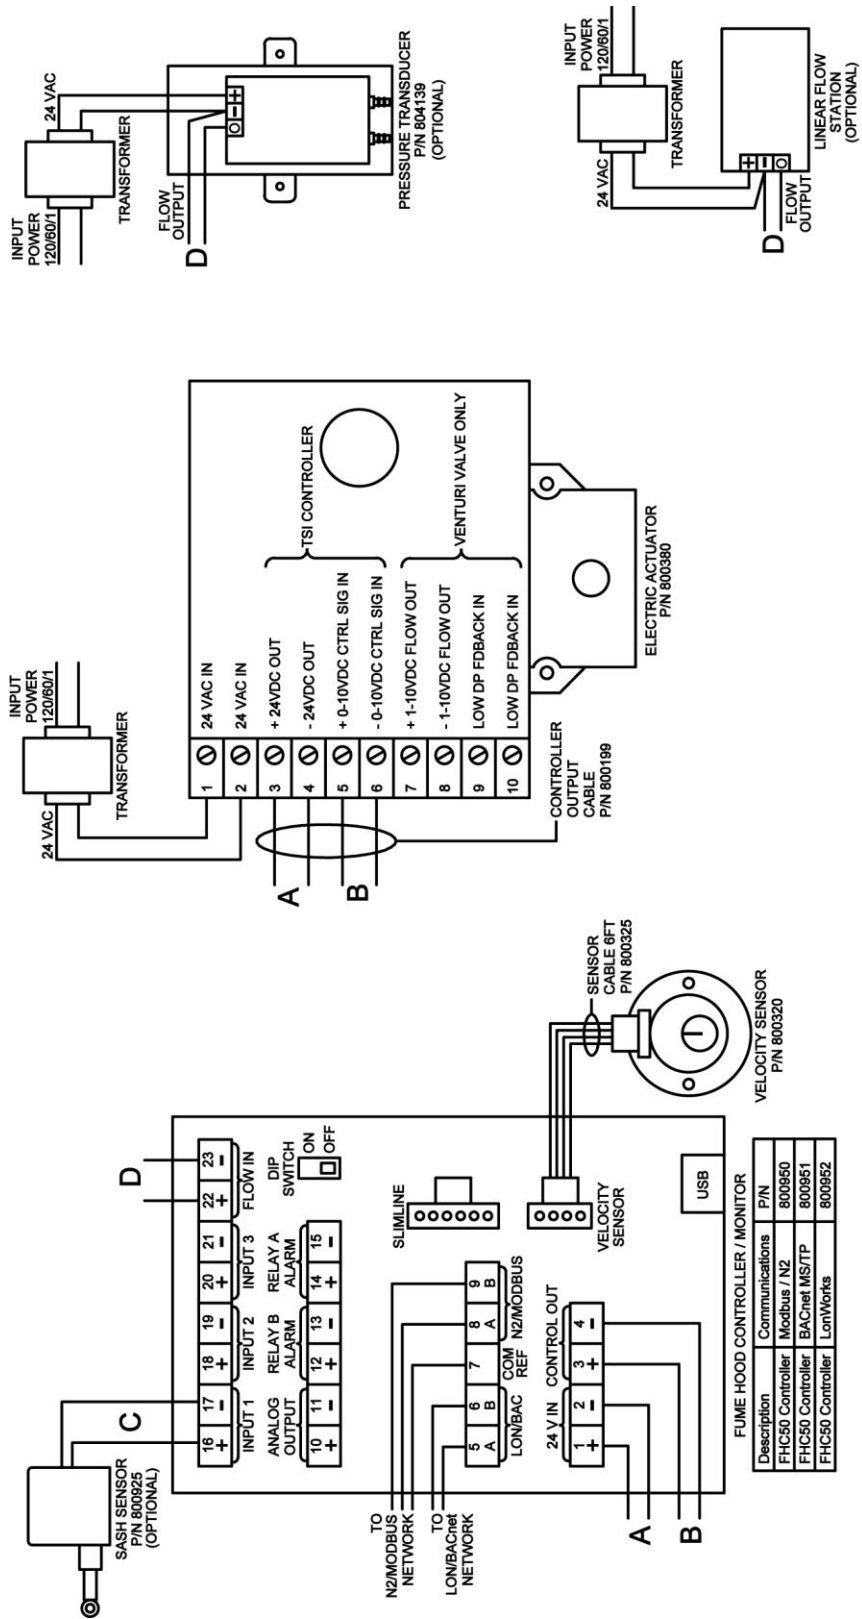 SASH SENSOR
P/N 800925
(OPTIONAL)
C
D
16 17 18 19 20 21 22 23
+ - + - + - + -
INPUT 1 INPUT 2 INPUT 3 FLOW IN
ANALOG
OUTPUT
RELAY B
ALARM
RELAY A
ALARM
DIP
SWITCH
ON
OFF
10 11 12 13 14 15
+ - + - + -
TO
N2/MODBUS
NETWORK
TO
LON/BACnet
NETWORK
5 6 7 8 9
A B A B
LON/BAC
COM
REF
N2/MODBUS
SLIMLINE
24 V IN CONTROL OUT
1 2 3 4
+ - + -
VELOCITY
SENSOR
USB
A
B
SENSOR
CABLE 6FT
P/N 800325
VELOCITY SENSOR
P/N 800320
FUME HOOD CONTROLLER / MONITOR
Description Communications P/N
FHC50 Controller Modbus / N2 800950
FHC50 Controller BACnet MS/TP 800951
FHC50 Controller LonWorks 800952
INPUT
POWER
120/60/1
24 VAC
TRANSFORMER
1 24 VAC IN
2 24 VAC IN
3 + 24VDC OUT
4 - 24VDC OUT
5 + 0-10VDC CTRL SIG IN
6 - 0-10VDC CTRL SIG IN
7 + 1-10VDC FLOW OUT
8 - 1-10VDC FLOW OUT
9 LOW DP FDBACK IN
10 LOW DP FDBACK IN
TSI CONTROLLER
VENTURI VALVE ONLY
A
B
CONTROLLER
OUTPUT
CABLE
P/N 800199
ELECTRIC ACTUATOR
P/N 800380
INPUT
POWER
120/60/1
24 VAC
TRANSFORMER
FLOW
OUTPUT
D
O - +
PRESSURE TRANSDUCER
P/N 804139
(OPTIONAL)
INPUT
POWER
120/60/1
24 VAC
TRANSFORMER
+ - O
D
FLOW
OUTPUT
LINEAR FLOW
STATION
(OPTIONAL)